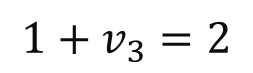 1 + v₃ = 2